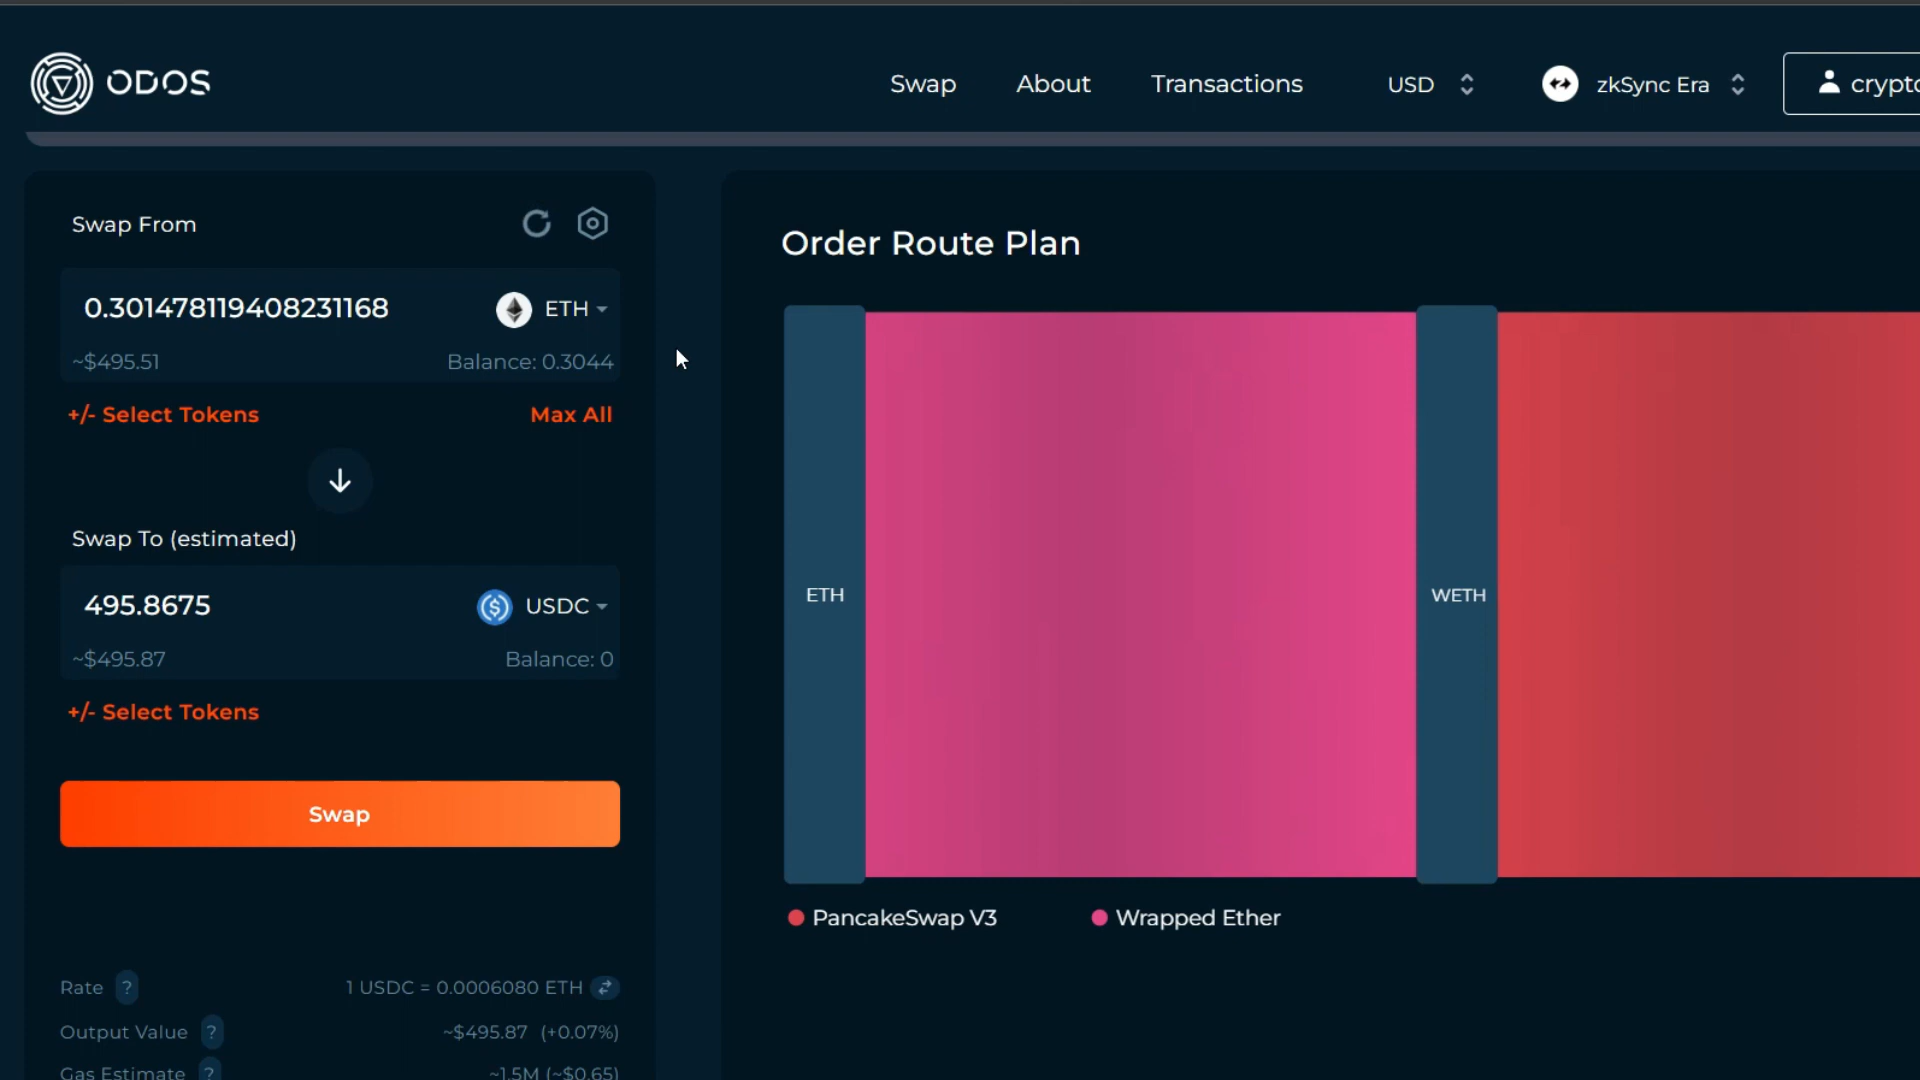 ODOS
Swap
About
Transactions
USD
zkSync Era
Swap From
0.301478119408231168
ETH
~$495.51
Balance: 0.3044
+/- Select Tokens
Max All
Swap To (estimated)
495.8675
USDC
~$495.87
Balance: 0
+/- Select Tokens
Swap
Rate ?
1 USDC = 0.0006080 ETH
Output Value ?
~$495.87 (+0.07%)
Gas Estimate ?
~1.5M (~$0.65)
Order Route Plan
ETH
WETH
PancakeSwap V3
Wrapped Ether